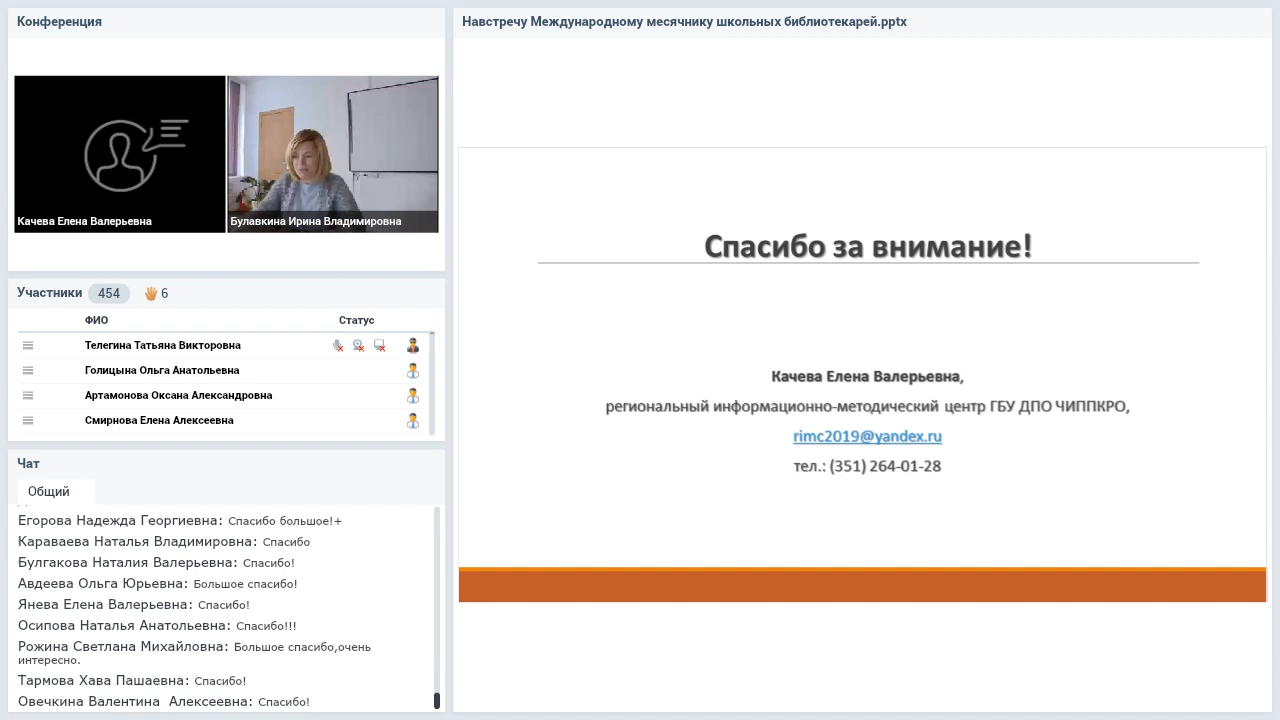 Конференция
Качева Елена Валерьевна
Булавкина Ирина Владимировна
Участники 454 6
ФИО Статус
Телегина Татьяна Викторовна
Голицына Ольга Анатольевна
Артамонова Оксана Александровна
Смирнова Елена Алексеевна
Чат
Общий
Егорова Надежда Георгиевна: Спасибо большое!+
Караваева Наталья Владимировна: Спасибо
Булгакова Наталия Валерьевна: Спасибо!
Авдеева Ольга Юрьевна: Большое спасибо!
Янева Елена Валерьевна: Спасибо!
Осипова Наталья Анатольевна: Спасибо!!!
Рожина Светлана Михайловна: Большое спасибо,очень
интересно.
Тармова Хава Пашаевна: Спасибо!
Овечкина Валентина  Алексеевна: Спасибо!
Навстречу Международному месячнику школьных библиотекарей.pptx
Спасибо за внимание!
Качева Елена Валерьевна,
региональный информационно-методический центр ГБУ ДПО ЧИППКРО,
rimc2019@yandex.ru
тел.: (351) 264-01-28